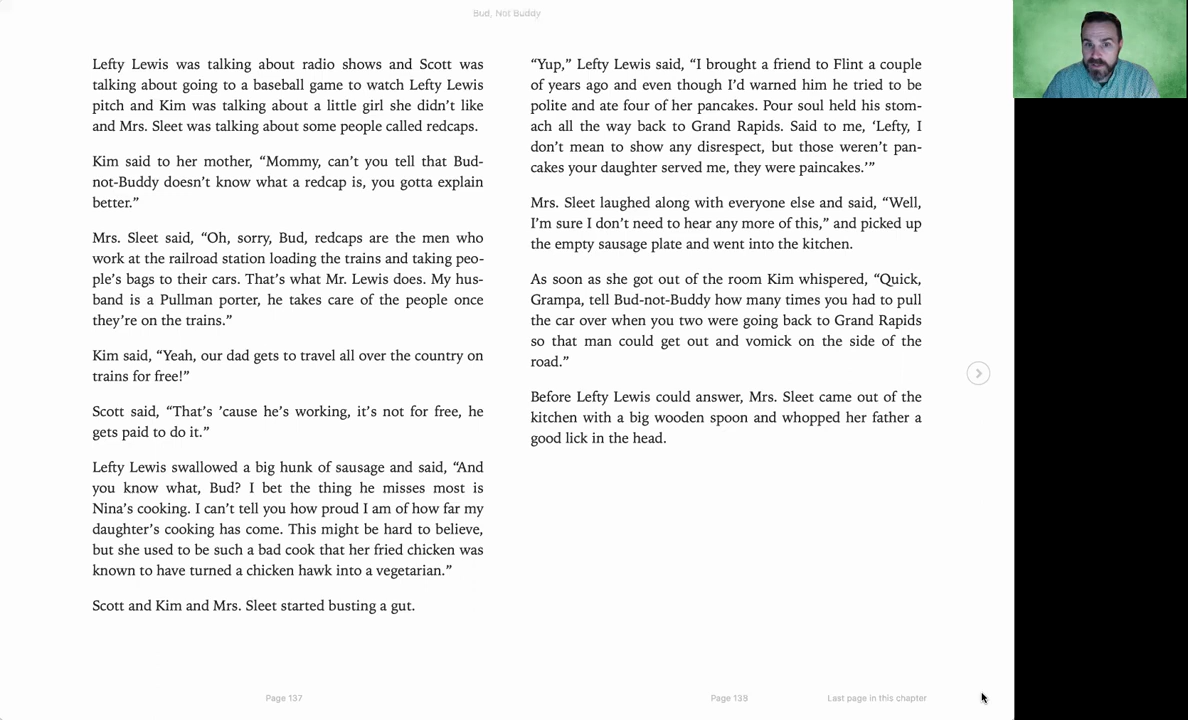 Bud, Not Buddy
Lefty Lewis was talking about radio shows and Scott was
talking about going to a baseball game to watch Lefty Lewis
pitch and Kim was talking about a little girl she didn’t like
and Mrs. Sleet was talking about some people called redcaps.
Kim said to her mother, “Mommy, can’t you tell that Bud-
not-Buddy doesn’t know what a redcap is, you gotta explain
better.”
Mrs. Sleet said, “Oh, sorry, Bud, redcaps are the men who
work at the railroad station loading the trains and taking peo-
ple’s bags to their cars. That’s what Mr. Lewis does. My hus-
band is a Pullman porter, he takes care of the people once
they’re on the trains.”
Kim said, “Yeah, our dad gets to travel all over the country on
trains for free!”
Scott said, “That’s ’cause he’s working, it’s not for free, he
gets paid to do it.”
Lefty Lewis swallowed a big hunk of sausage and said, “And
you know what, Bud? I bet the thing he misses most is
Nina’s cooking. I can’t tell you how proud I am of how far my
daughter’s cooking has come. This might be hard to believe,
but she used to be such a bad cook that her fried chicken was
known to have turned a chicken hawk into a vegetarian.”
Scott and Kim and Mrs. Sleet started busting a gut.
Page 137
“Yup,” Lefty Lewis said, “I brought a friend to Flint a couple
of years ago and even though I’d warned him he tried to be
polite and ate four of her pancakes. Pour soul held his stom-
ach all the way back to Grand Rapids. Said to me, ‘Lefty, I
don’t mean to show any disrespect, but those weren’t pan-
cakes your daughter served me, they were paincakes.’”
Mrs. Sleet laughed along with everyone else and said, “Well,
I’m sure I don’t need to hear any more of this,” and picked up
the empty sausage plate and went into the kitchen.
As soon as she got out of the room Kim whispered, “Quick,
Grampa, tell Bud-not-Buddy how many times you had to pull
the car over when you two were going back to Grand Rapids
so that man could get out and vomick on the side of the
road.”
Before Lefty Lewis could answer, Mrs. Sleet came out of the
kitchen with a big wooden spoon and whopped her father a
good lick in the head.
Page 138
Last page in this chapter